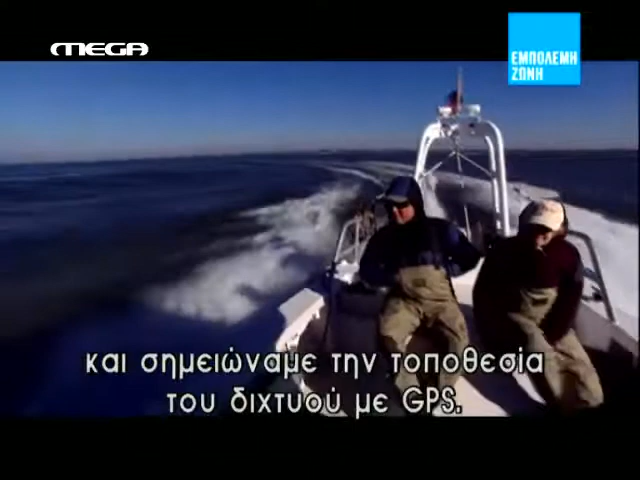 MEGA
ΕΜΠΟΛΕΜΗ
ΖΩΝΗ
και σημειώναμε την τοποθεσία
του διχτυού με GPS.